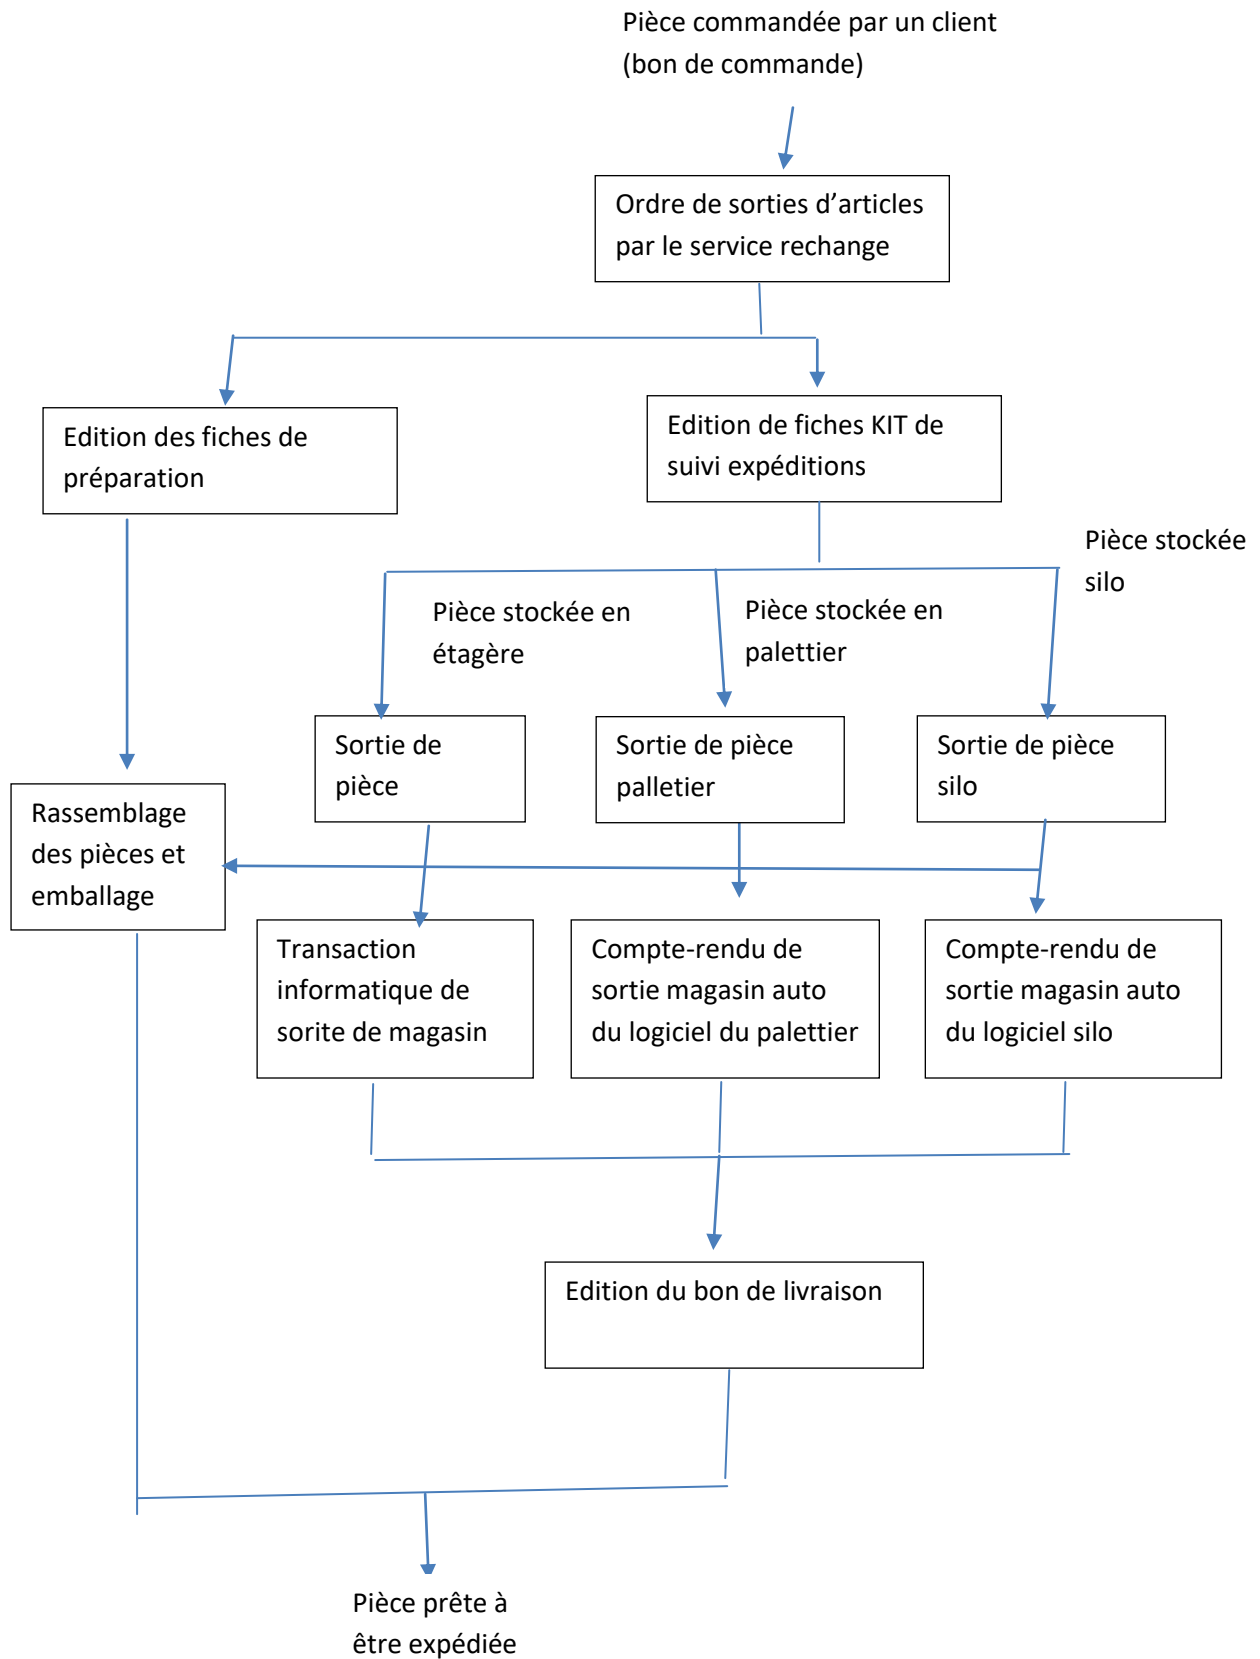 Pièce commandée par un client
(bon de commande)
Ordre de sorties d’articles
par le service rechange
Edition des fiches de
préparation
Edition de fiches KIT de
suivi expéditions
Pièce stockée
silo
Pièce stockée en
étagère
Pièce stockée en
palettier
Sortie de
pièce
Sortie de pièce
palletier
Sortie de pièce
silo
Rassemblage
des pièces et
emballage
Transaction
informatique de
sorite de magasin
Compte-rendu de
sortie magasin auto
du logiciel du palettier
Compte-rendu de
sortie magasin auto
du logiciel silo
Edition du bon de livraison
Pièce prête à
être expédiée